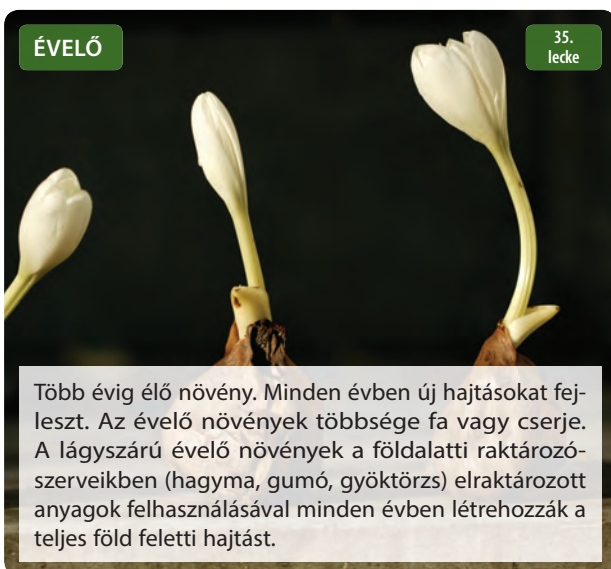 ÉVELŐ
35.
lecke
Több évig élő növény. Minden évben új hajtásokat fej-
leszt. Az évelő növények többsége fa vagy cserje.
A lágyszárú évelő növények a földalatti raktározó-
szerveikben (hagyma, gumó, gyöktörzs) elraktározott
anyagok felhasználásával minden évben létrehozzák a
teljes föld feletti hajtást.